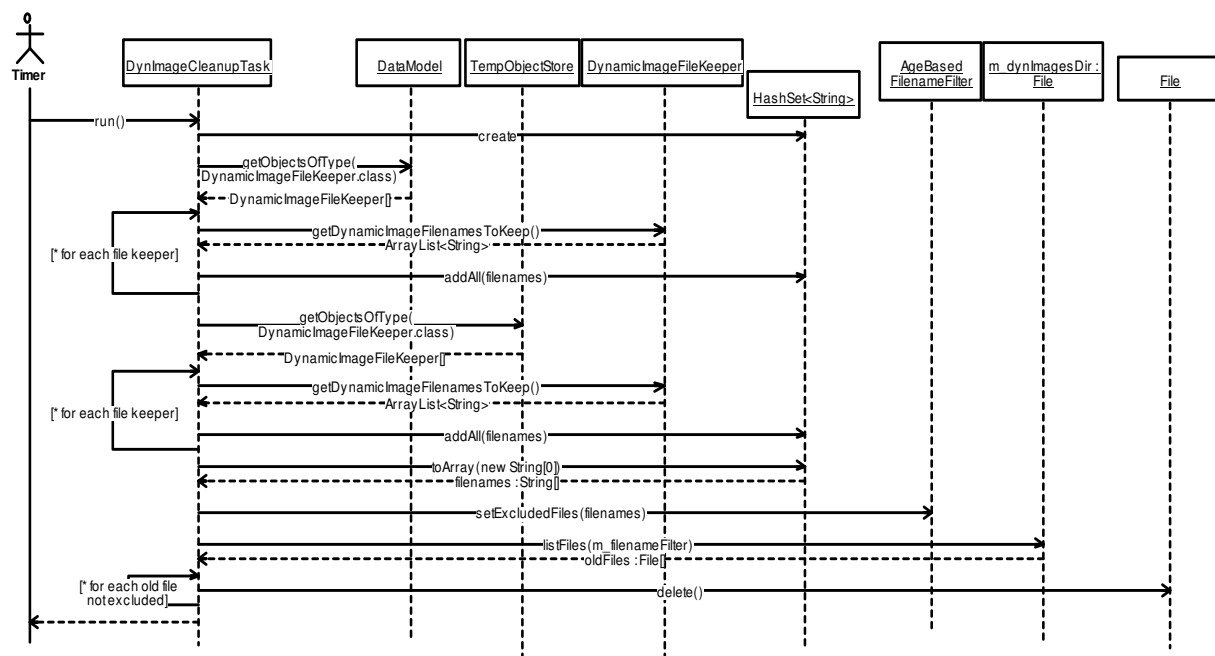 Timer
DynImageCleanupTask
DataModel
TempObjectStore
DynamicImageFileKeeper
HashSet<String>
AgeBased
FilenameFilter
m_dynImagesDir :
File
File
run()
create
getObjectsOfType(
DynamicImageFileKeeper.class)
DynamicImageFileKeeper[]
[* for each file keeper]
getDynamicImageFilenamesToKeep()
ArrayList<String>
addAll(filenames)
getObjectsOfType(
DynamicImageFileKeeper.class)
DynamicImageFileKeeper[]
[* for each file keeper]
getDynamicImageFilenamesToKeep()
ArrayList<String>
addAll(filenames)
toArray(new String[0])
filenames : String[]
setExcludedFiles(filenames)
listFiles(m_filenameFilter)
oldFiles : File[]
[* for each old file
not excluded]
delete()